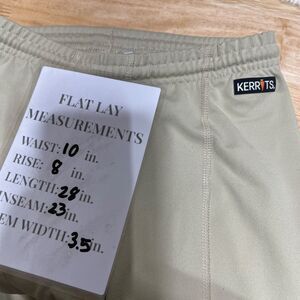 KERRITS.
FLAT LAY
MEASUREMENTS
WAIST: 10 in.
RISE: 8 in.
LENGTH: 28 in.
INSEAM: 23 in.
EM WIDTH: 3.5 in